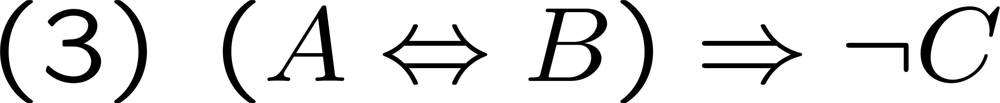 (3) (A ⇔ B) ⇒ ¬C